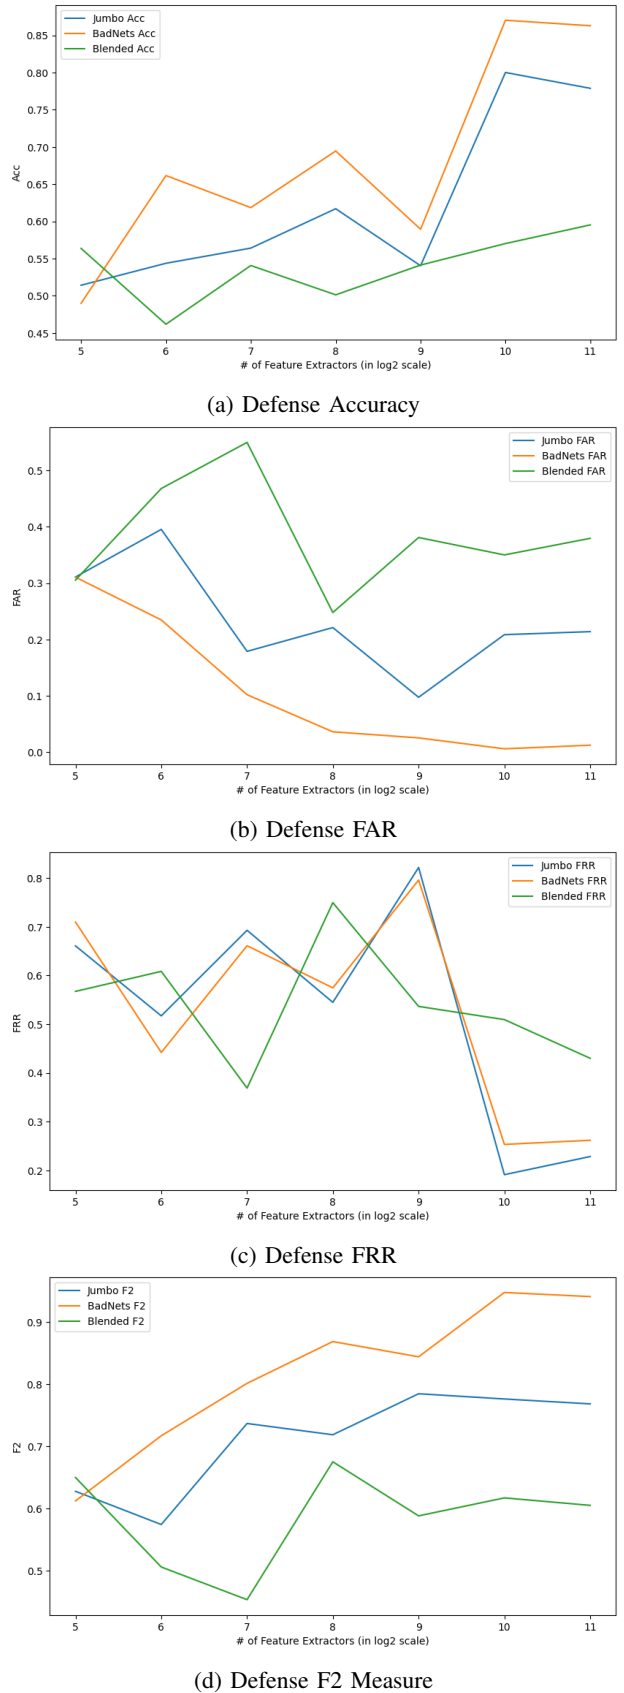 Jumbo Acc
BadNets Acc
Blended Acc
0.85
0.80
0.75
0.70
0.65
0.60
0.55
0.50
0.45
Acc
5 6 7 8 9 10 11
# of Feature Extractors (in log2 scale)
(a) Defense Accuracy
Jumbo FAR
BadNets FAR
Blended FAR
0.5
0.4
0.3
0.2
0.1
0.0
FAR
5 6 7 8 9 10 11
# of Feature Extractors (in log2 scale)
(b) Defense FAR
Jumbo FRR
BadNets FRR
Blended FRR
0.8
0.7
0.6
0.5
0.4
0.3
0.2
FRR
5 6 7 8 9 10 11
# of Feature Extractors (in log2 scale)
(c) Defense FRR
Jumbo F2
BadNets F2
Blended F2
0.9
0.8
0.7
0.6
0.5
F2
5 6 7 8 9 10 11
# of Feature Extractors (in log2 scale)
(d) Defense F2 Measure